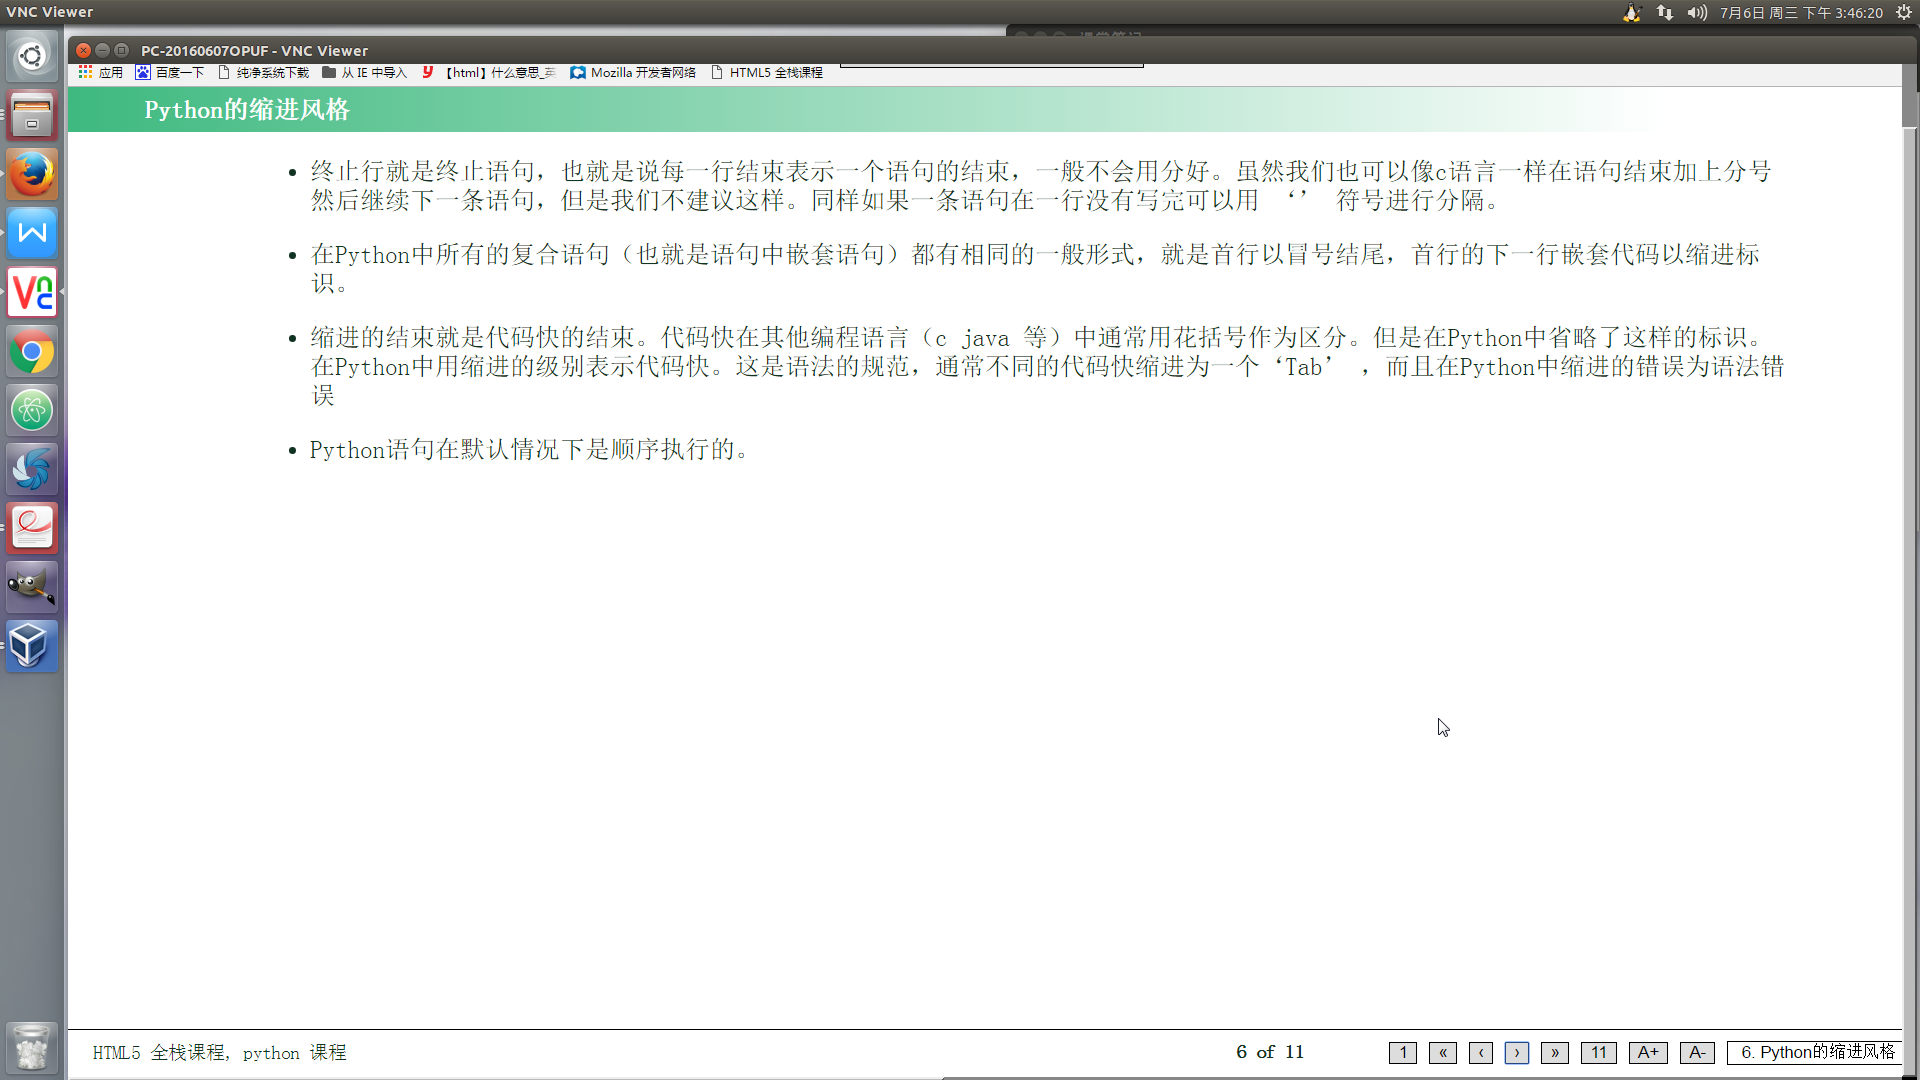 VNC Viewer
7月6日 周三 下午 3:46:20
PC-20160607OPUF - VNC Viewer
应用 百度一下 纯净系统下载 从 IE 中导入 【html】什么意思_英 Mozilla 开发者网络 HTML5 全栈课程
Python的缩进风格
终止行就是终止语句，也就是说每一行结束表示一个语句的结束，一般不会用分好。虽然我们也可以像c语言一样在语句结束加上分号
然后继续下一条语句，但是我们不建议这样。同样如果一条语句在一行没有写完可以用 ‘’ 符号进行分隔。
在Python中所有的复合语句（也就是语句中嵌套语句）都有相同的一般形式，就是首行以冒号结尾，首行的下一行嵌套代码以缩进标
识。
缩进的结束就是代码快的结束。代码快在其他编程语言（c java 等）中通常用花括号作为区分。但是在Python中省略了这样的标识。
在Python中用缩进的级别表示代码快。这是语法的规范，通常不同的代码快缩进为一个‘Tab’ ，而且在Python中缩进的错误为语法错
误
Python语句在默认情况下是顺序执行的。
HTML5 全栈课程, python 课程
6 of 11
1 « ‹ › » 11 A+ A- 6. Python的缩进风格